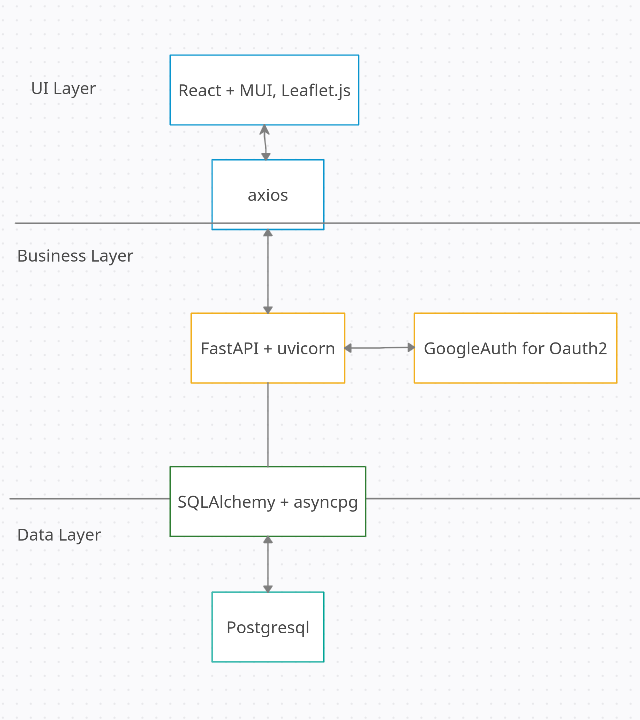 UI Layer
React + MUI, Leaflet.js
axios
Business Layer
FastAPI + uvicorn
GoogleAuth for Oauth2
SQLAlchemy + asyncpg
Data Layer
Postgresql